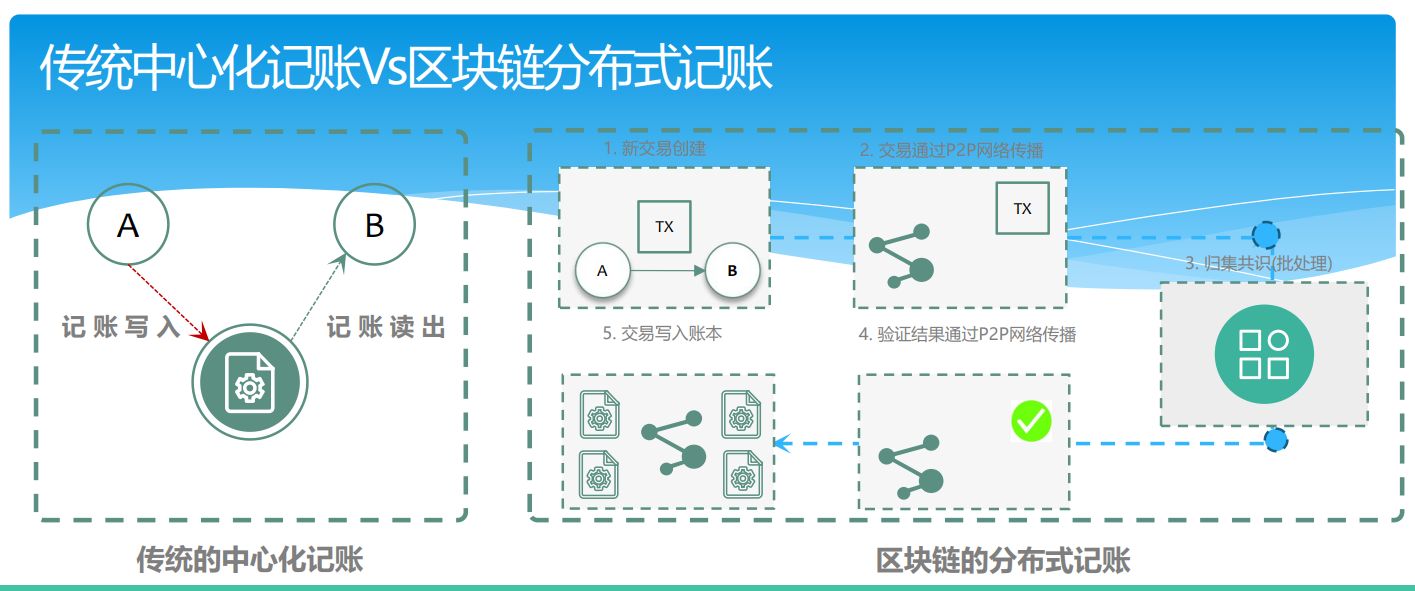 传统中心化记账Vs区块链分布式记账
A
B
记账写入
记账读出
传统的中心化记账
1. 新交易创建
TX
A
B
2. 交易通过P2P网络传播
TX
3. 归集共识(批处理)
4. 验证结果通过P2P网络传播
5. 交易写入账本
区块链的分布式记账